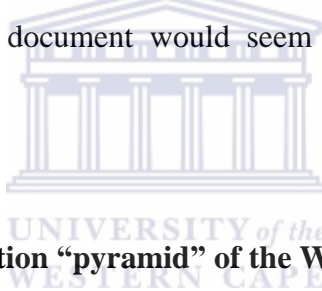 document would seem
UNIVERSITY of the
tion “pyramid” of the W
WESTERN CAPE